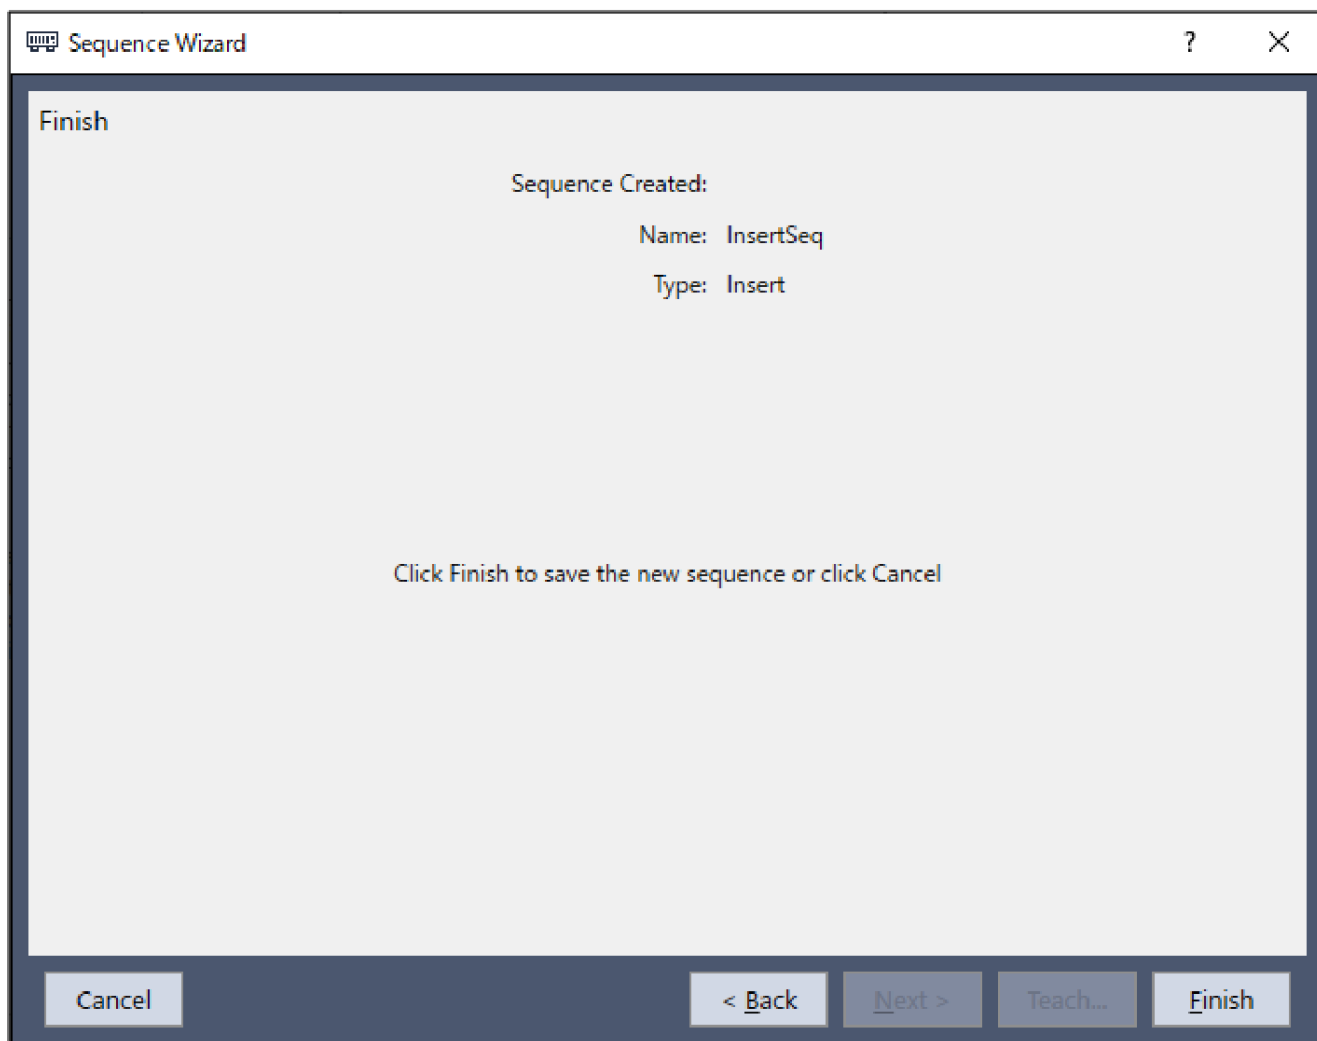 Sequence Wizard ?
Finish
Sequence Created:
Name: InsertSeq
Type: Insert
Click Finish to save the new sequence or click Cancel
Cancel < Back Next > Teach... Finish